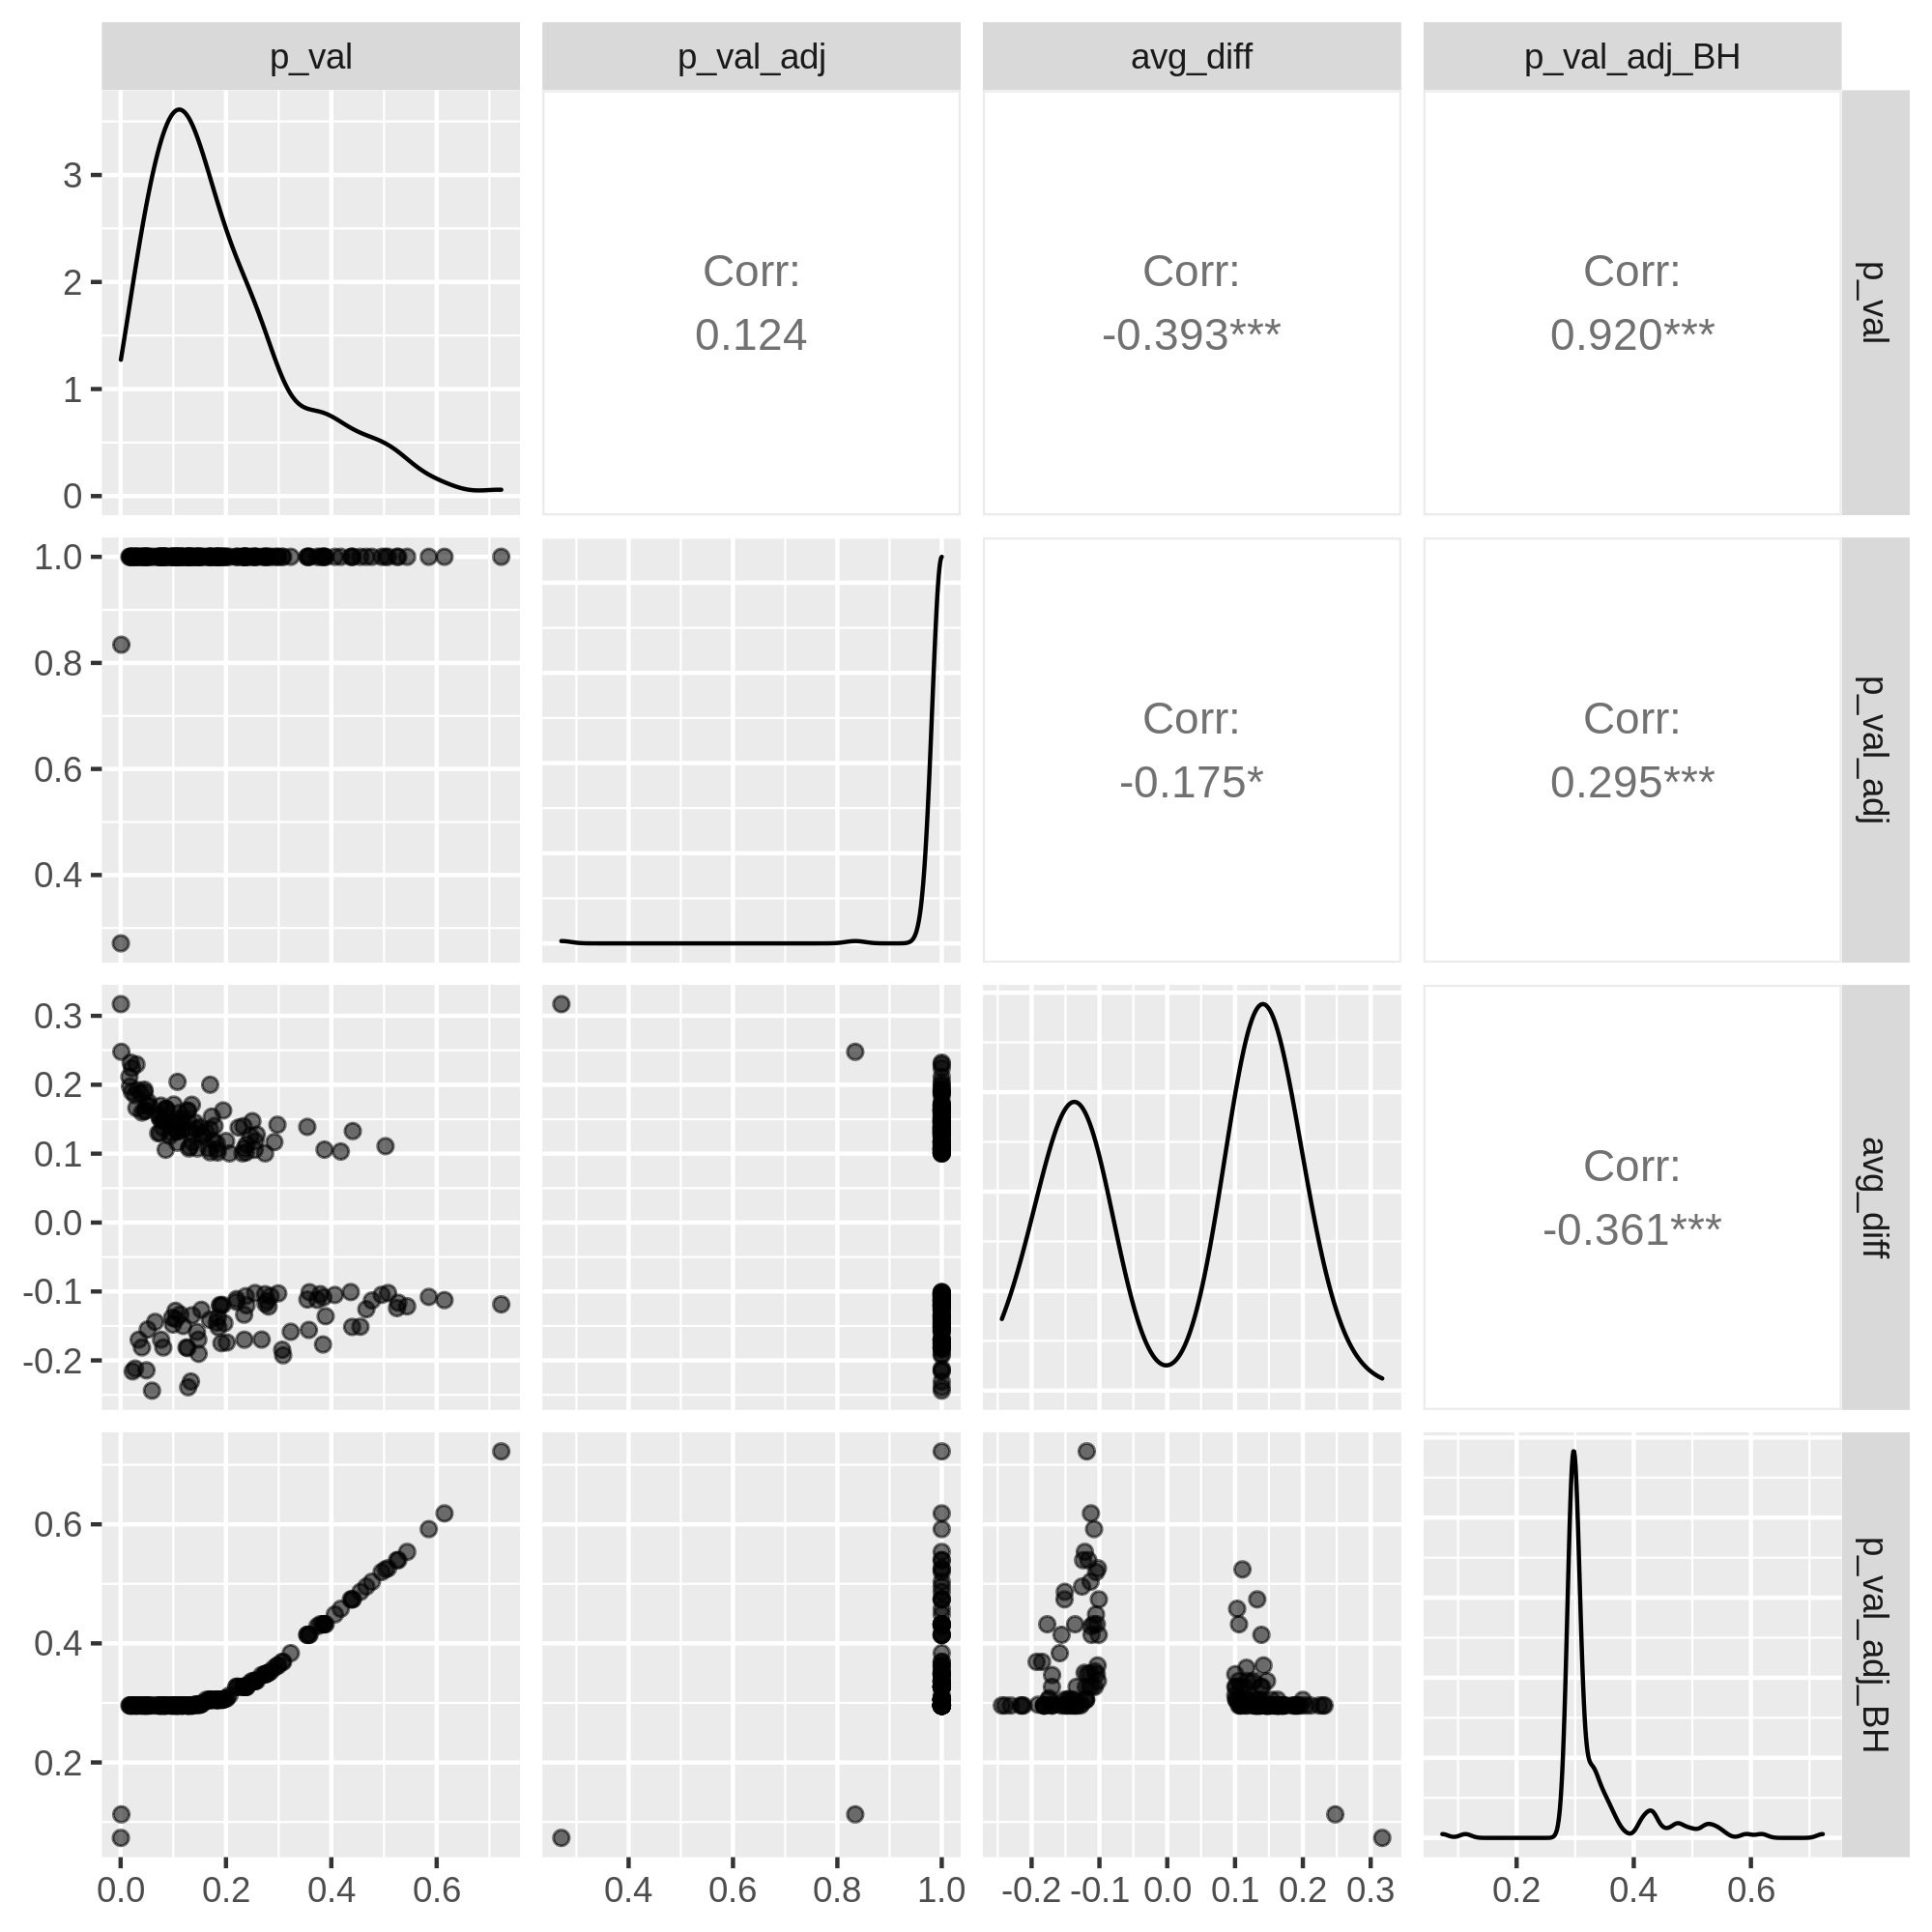 p_val p_val_adj avg_diff p_val_adj_BH
3
2
1
0
Corr:
0.124
Corr:
-0.393***
Corr:
0.920***
p_val
1.0
0.8
0.6
0.4
Corr:
-0.175*
Corr:
0.295***
p_val_adj
0.3
0.2
0.1
0.0
-0.1
-0.2
Corr:
-0.361***
avg_diff
0.6
0.4
0.2
p_val_adj_BH
0.0 0.2 0.4 0.6 0.4 0.6 0.8 1.0 -0.2 -0.1 0.0 0.1 0.2 0.3 0.2 0.4 0.6